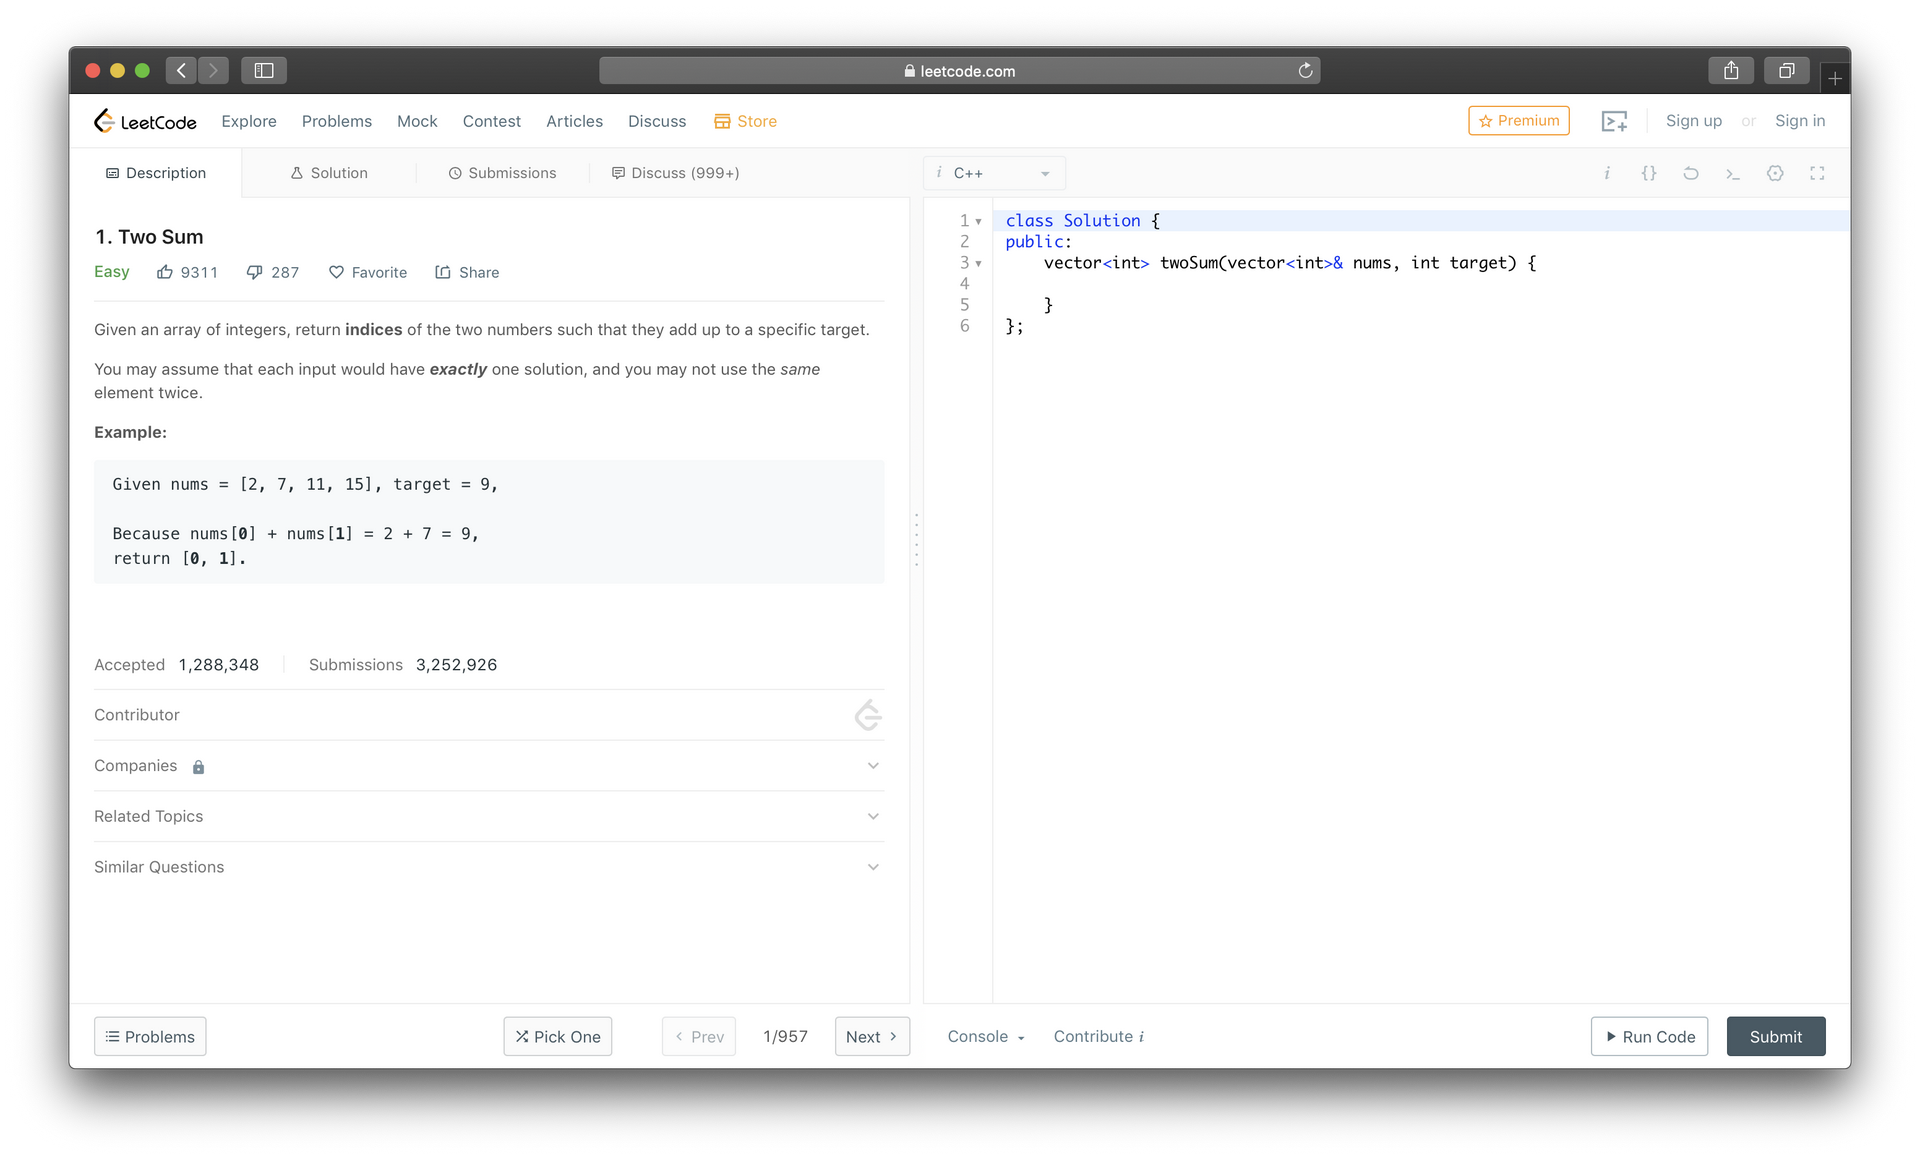 leetcode.com
LeetCode Explore Problems Mock Contest Articles Discuss Store Premium Sign up or Sign in
Description Solution Submissions Discuss (999+)
1. Two Sum
Easy 9311 287 Favorite Share
Given an array of integers, return indices of the two numbers such that they add up to a specific target.
You may assume that each input would have exactly one solution, and you may not use the same
element twice.
Example:
Given nums = [2, 7, 11, 15], target = 9,
Because nums[0] + nums[1] = 2 + 7 = 9,
return [0, 1].
Accepted 1,288,348 Submissions 3,252,926
Contributor
Companies
Related Topics
Similar Questions
Problems Pick One < Prev 1/957 Next >
i C++ i {} >_
1 class Solution {
2 public:
3     vector<int> twoSum(vector<int>& nums, int target) {
4
5     }
6 };
Console Contribute i Run Code Submit